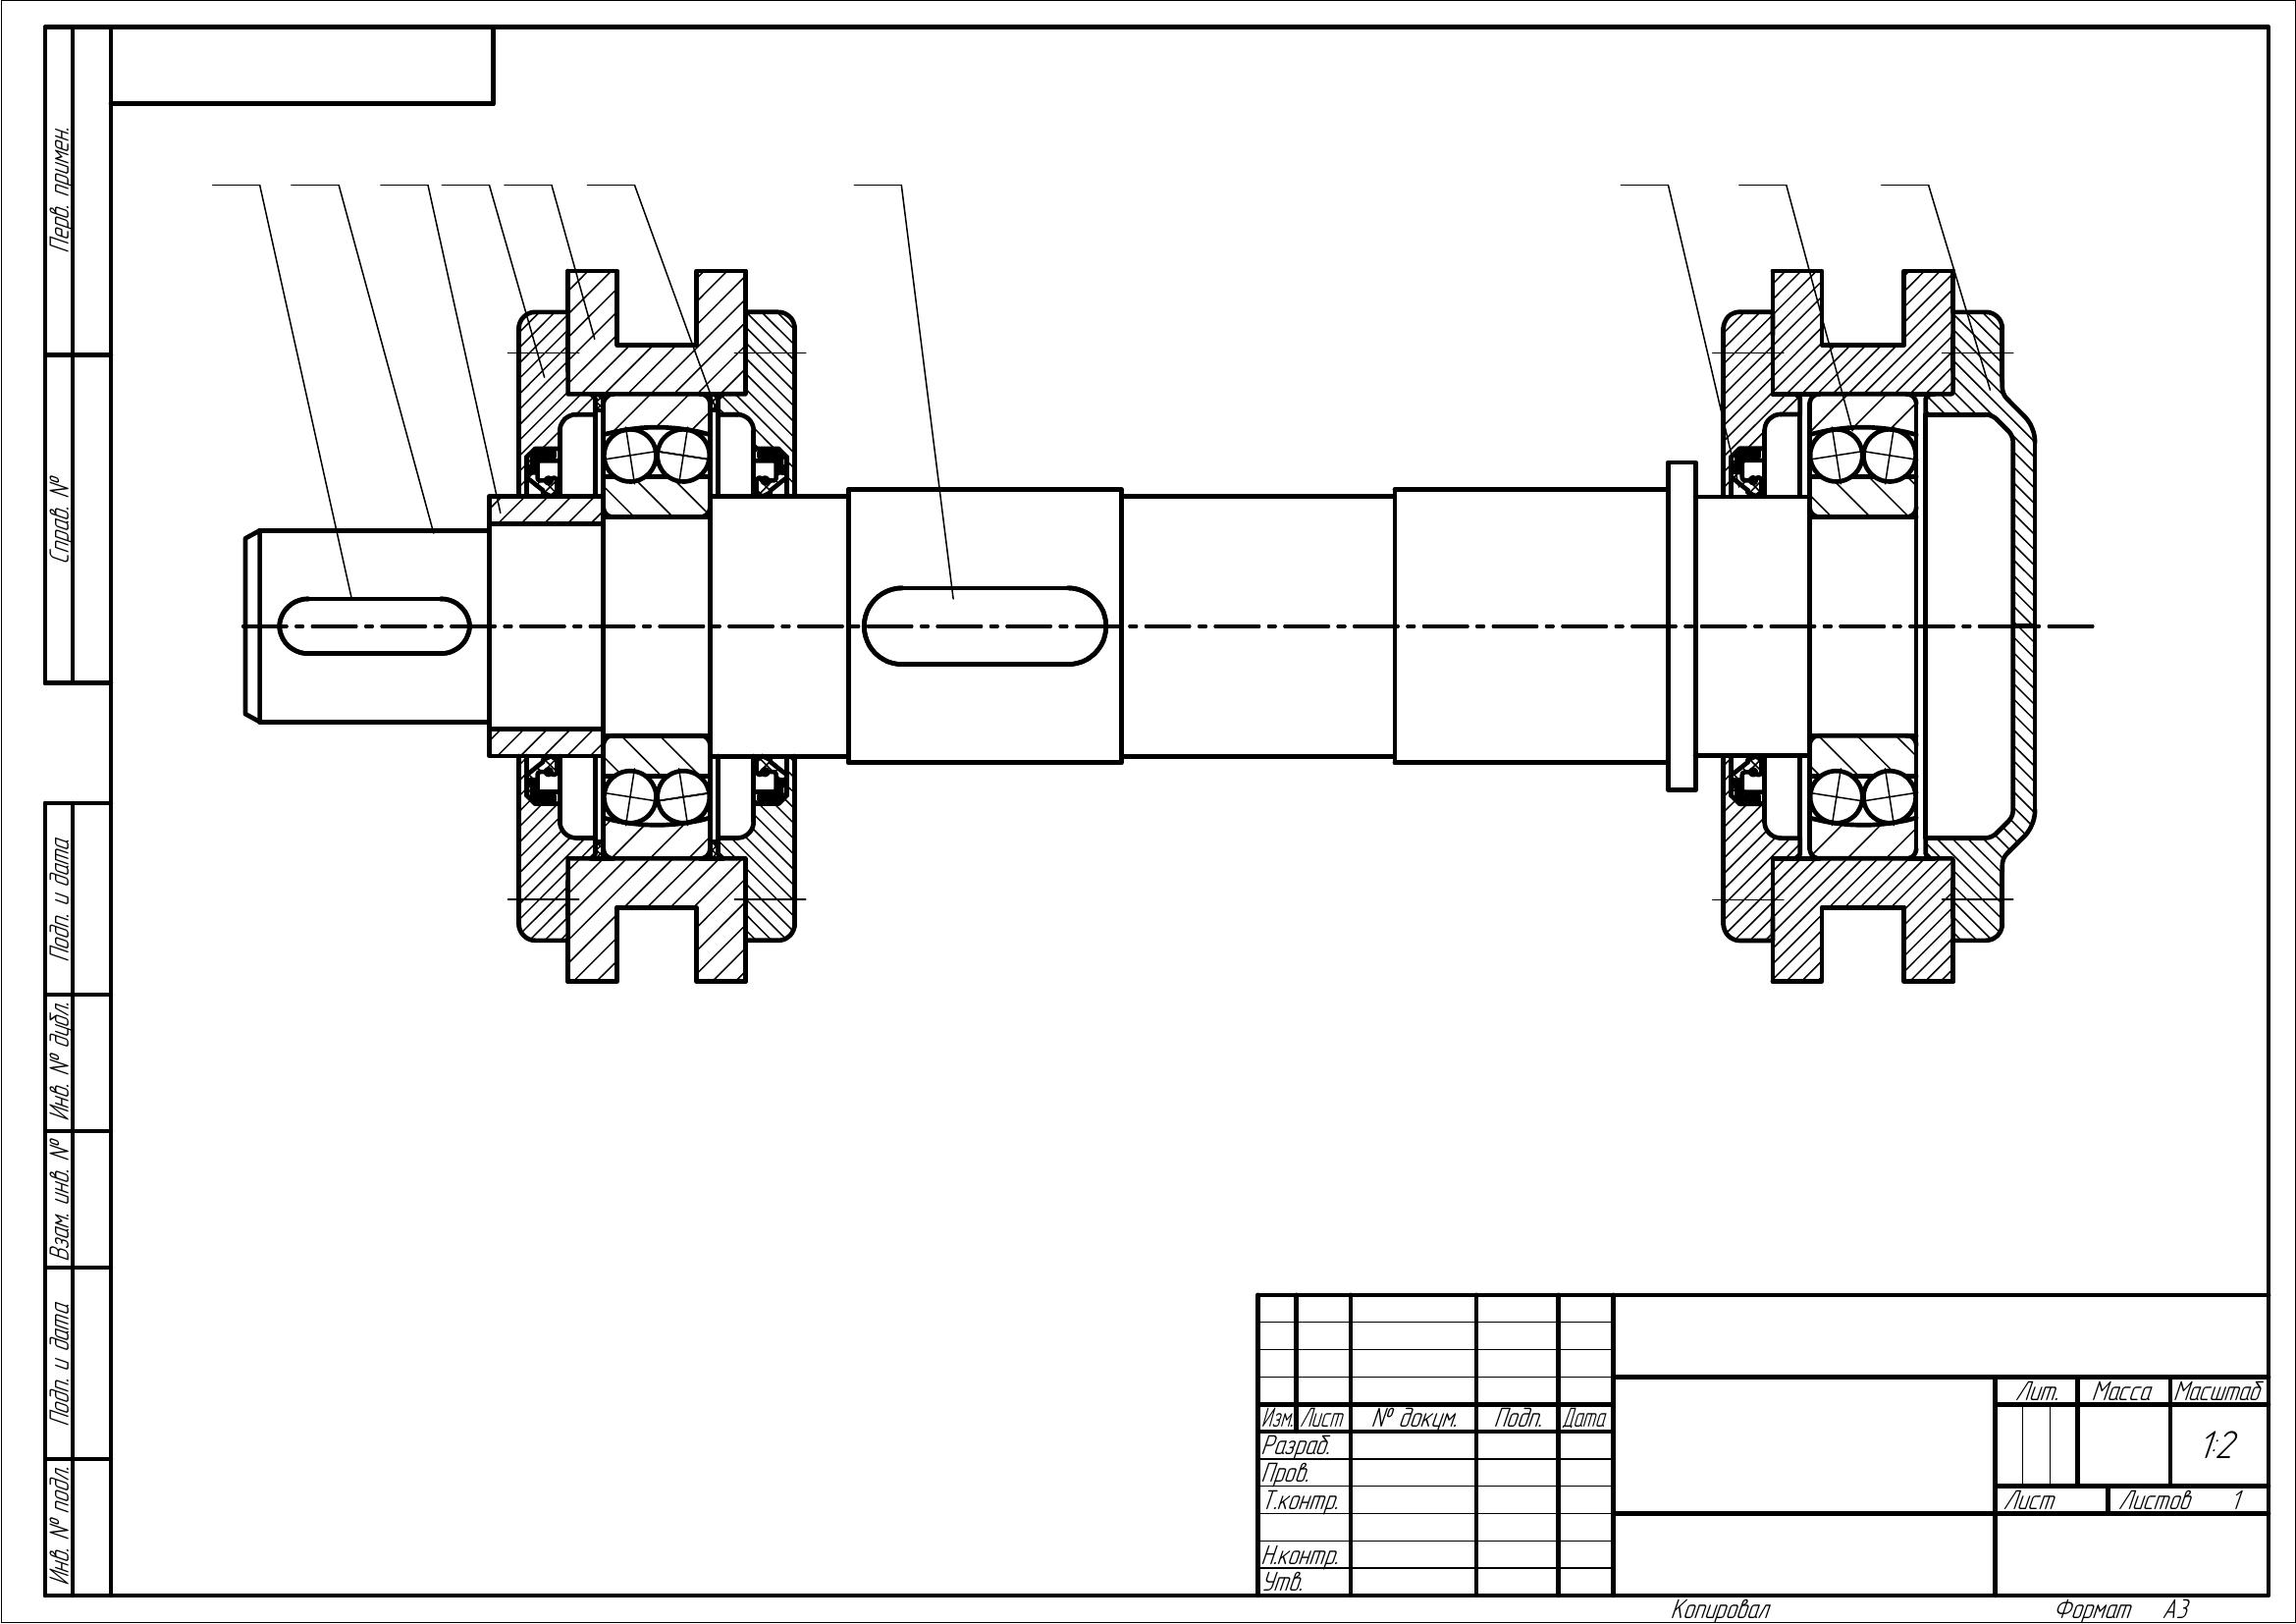 Перв. примен.
Справ. №
Подп. и дата
Инв. № дубл.
Взам. инв. №
Подп. и дата
Инв. № подл.
Изм. Лист № докум. Подп. Дата
Разраб.
Пров.
Т.контр.
Н.контр.
Утв.
Лит. Масса Масштаб
1:2
Лист Листов 1
Копировал Формат А3